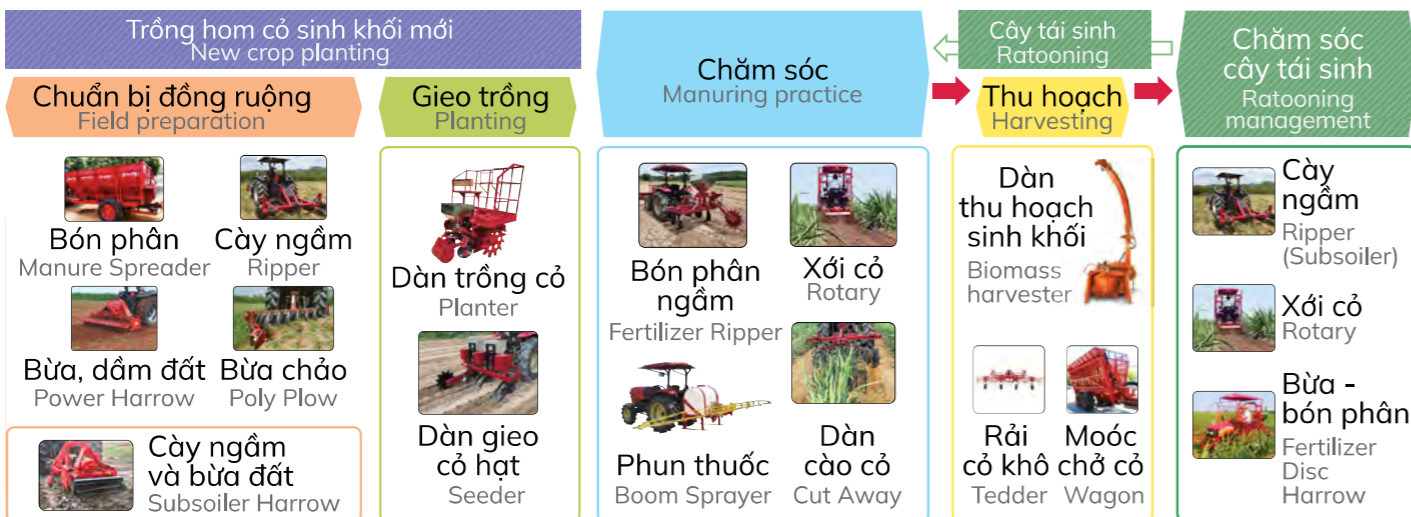 Trồng hom cỏ sinh khối mới
New crop planting
Chuẩn bị đồng ruộng
Field preparation
Bón phân
Manure Spreader
Cày ngầm
Ripper
Bừa, dầm đất
Power Harrow
Bừa chảo
Poly Plow
Cày ngầm
và bừa đất
Subsoiler Harrow
Gieo trồng
Planting
Dàn trồng cỏ
Planter
Dàn gieo
cỏ hạt
Seeder
Chăm sóc
Manuring practice
Bón phân
ngầm
Fertilizer Ripper
Xới cỏ
Rotary
Phun thuốc
Boom Sprayer
Dàn
cào cỏ
Cut Away
Cây tái sinh
Ratooning
Thu hoạch
Harvesting
Dàn
thu hoạch
sinh khối
Biomass
harvester
Rải
cỏ khô
Tedder
Moóc
chở cỏ
Wagon
Chăm sóc
cây tái sinh
Ratooning
management
Cày
ngầm
Ripper
(Subsoiler)
Xới cỏ
Rotary
Bừa -
bón phân
Fertilizer
Disc
Harrow